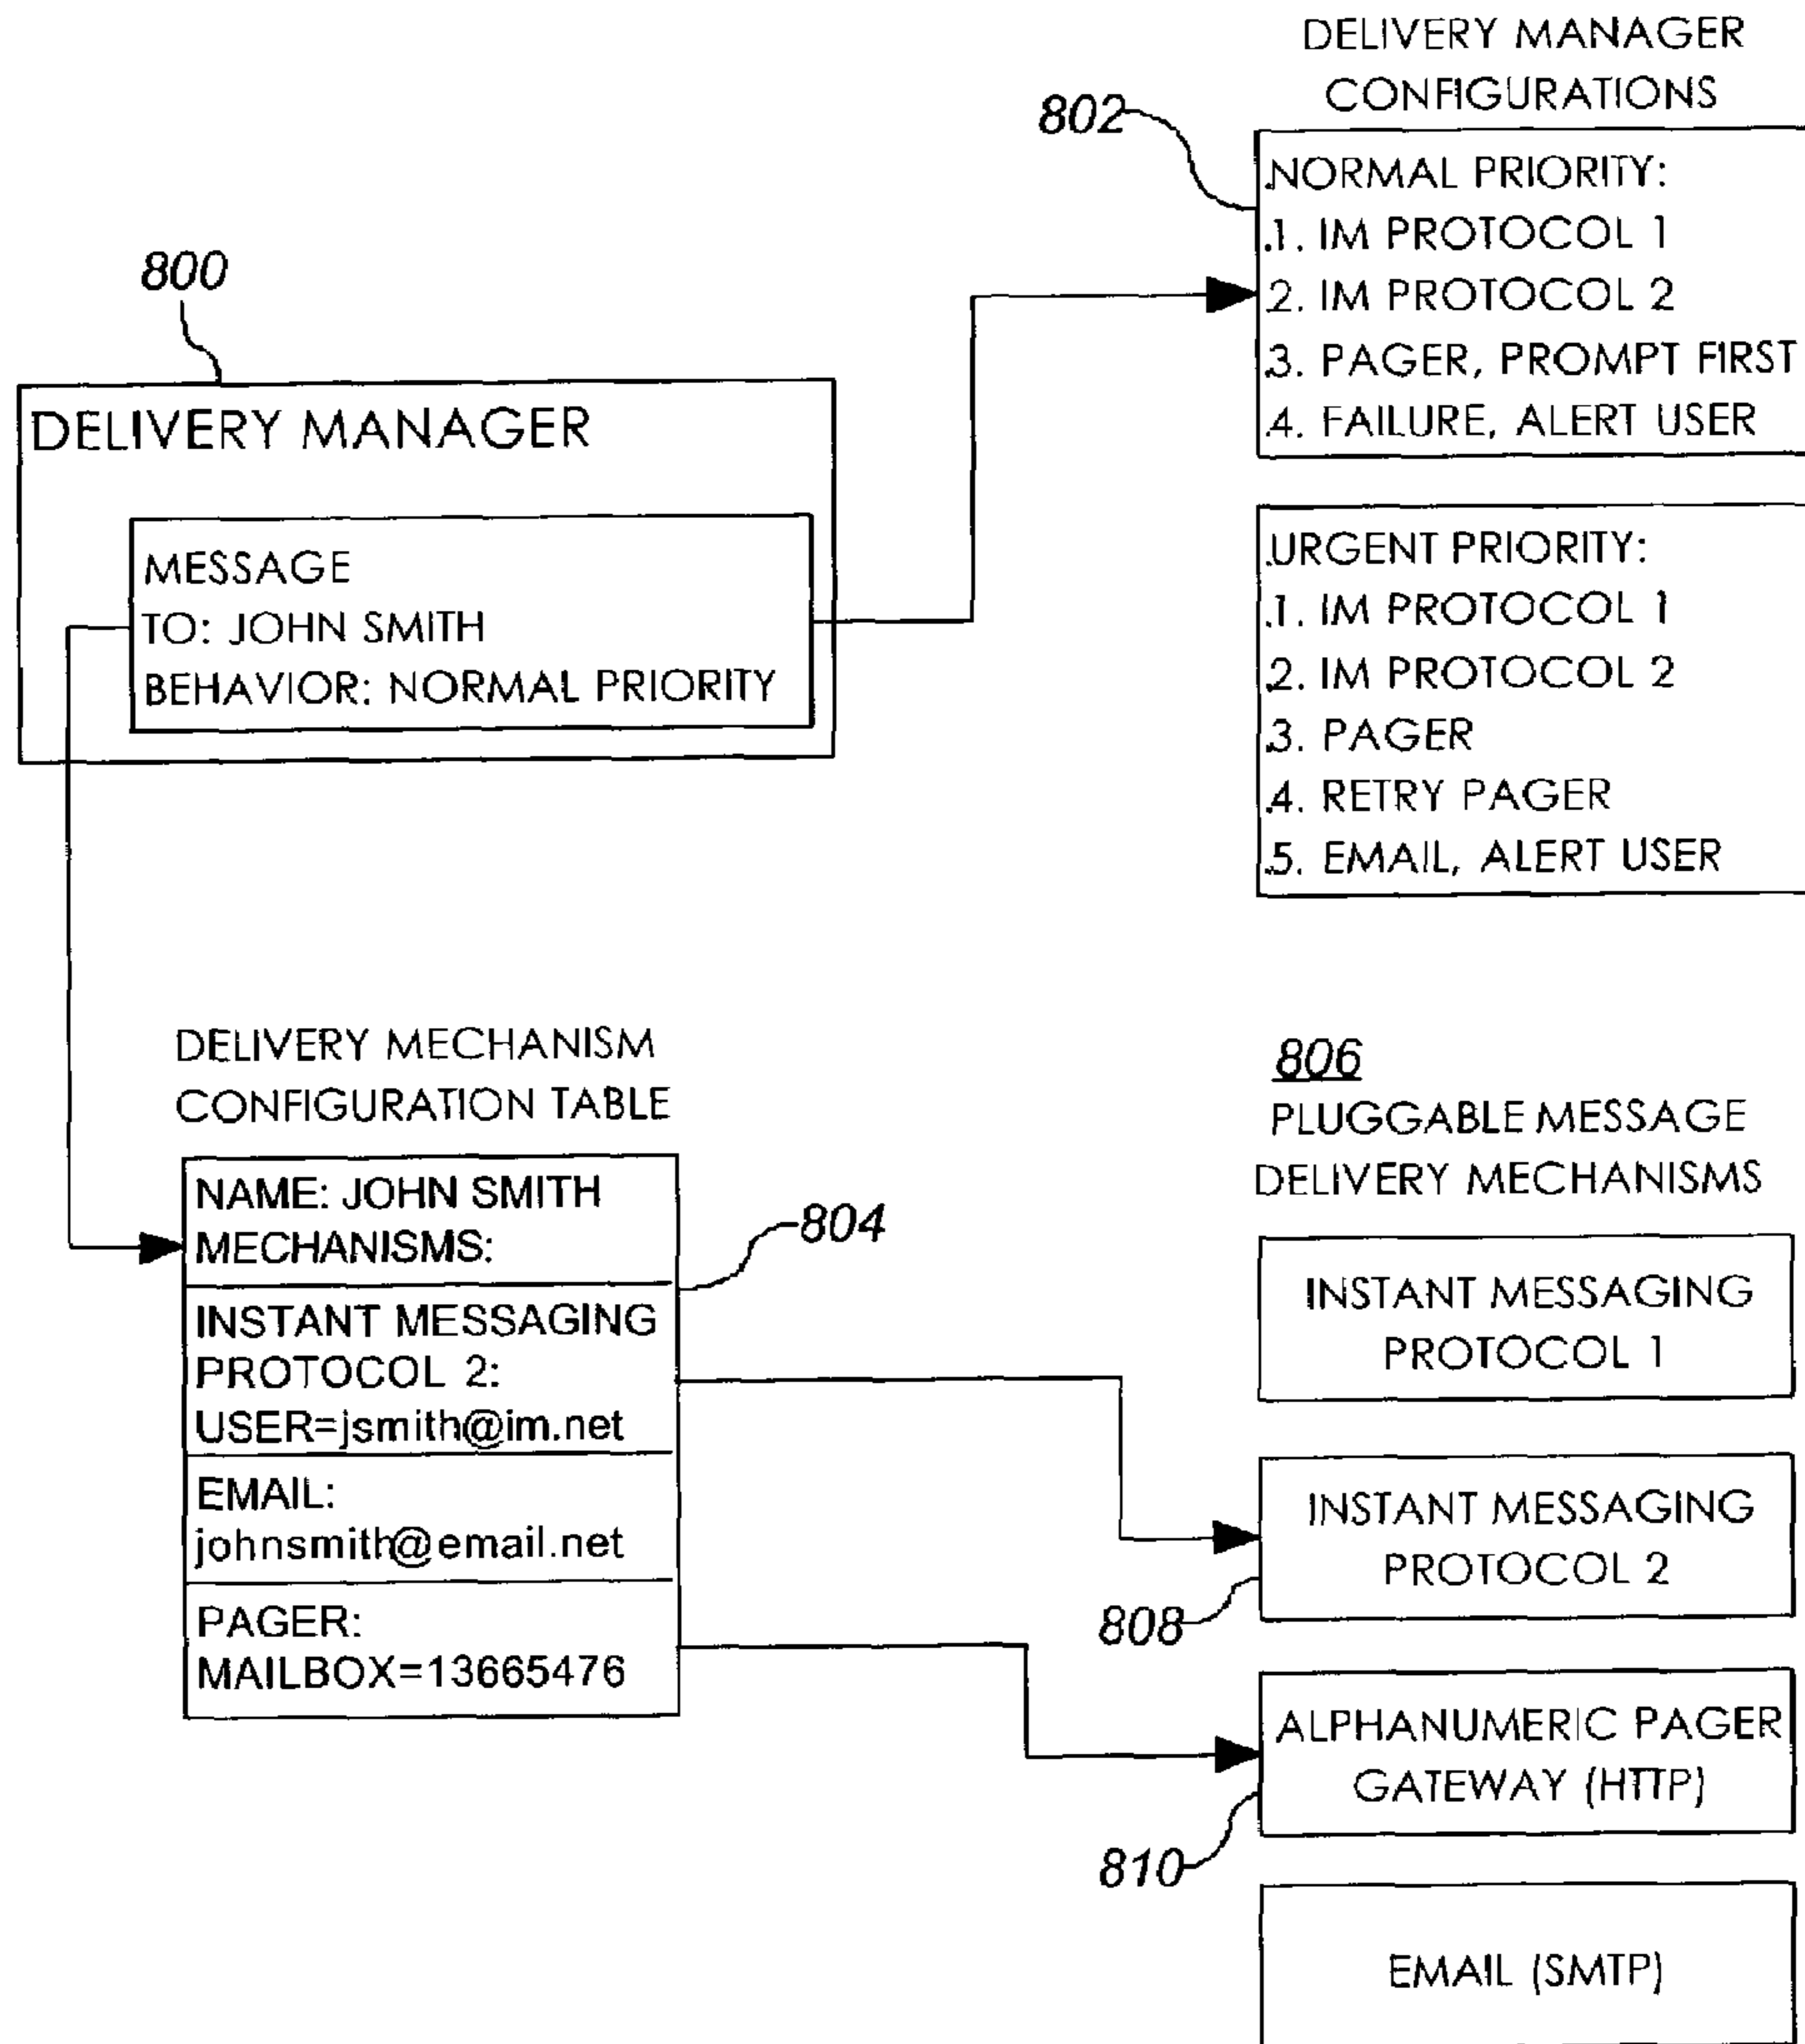 DELIVERY MANAGER
CONFIGURATIONS
802
.NORMAL PRIORITY:
.1. IM PROTOCOL 1
.2. IM PROTOCOL 2
.3. PAGER, PROMPT FIRST
.4. FAILURE, ALERT USER
800
DELIVERY MANAGER
MESSAGE
TO: JOHN SMITH
BEHAVIOR: NORMAL PRIORITY
.URGENT PRIORITY:
.1. IM PROTOCOL 1
.2. IM PROTOCOL 2
.3. PAGER
.4. RETRY PAGER
.5. EMAIL, ALERT USER
DELIVERY MECHANISM
CONFIGURATION TABLE
NAME: JOHN SMITH
MECHANISMS:
804
INSTANT MESSAGING
PROTOCOL 2:
USER=jsmith@im.net
EMAIL:
johnsmith@email.net
PAGER:
MAILBOX=13665476
806
PLUGGABLE MESSAGE
DELIVERY MECHANISMS
INSTANT MESSAGING
PROTOCOL 1
INSTANT MESSAGING
PROTOCOL 2
808
ALPHANUMERIC PAGER
GATEWAY (HTTP)
810
EMAIL (SMTP)